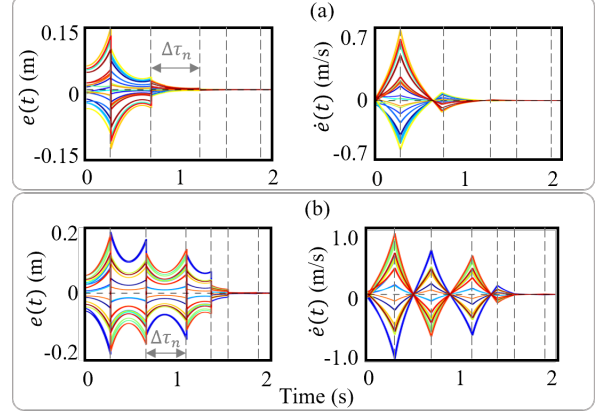 (a)
0.15
0
-0.15
e(t) (m)
Δτₙ
0 1 2
0.7
0
-0.7
ė(t) (m/s)
0 1 2
(b)
0.2
0
-0.2
e(t) (m)
Δτₙ
0 1 2
1.0
0
-1.0
ė(t) (m/s)
0 1 2
Time (s)